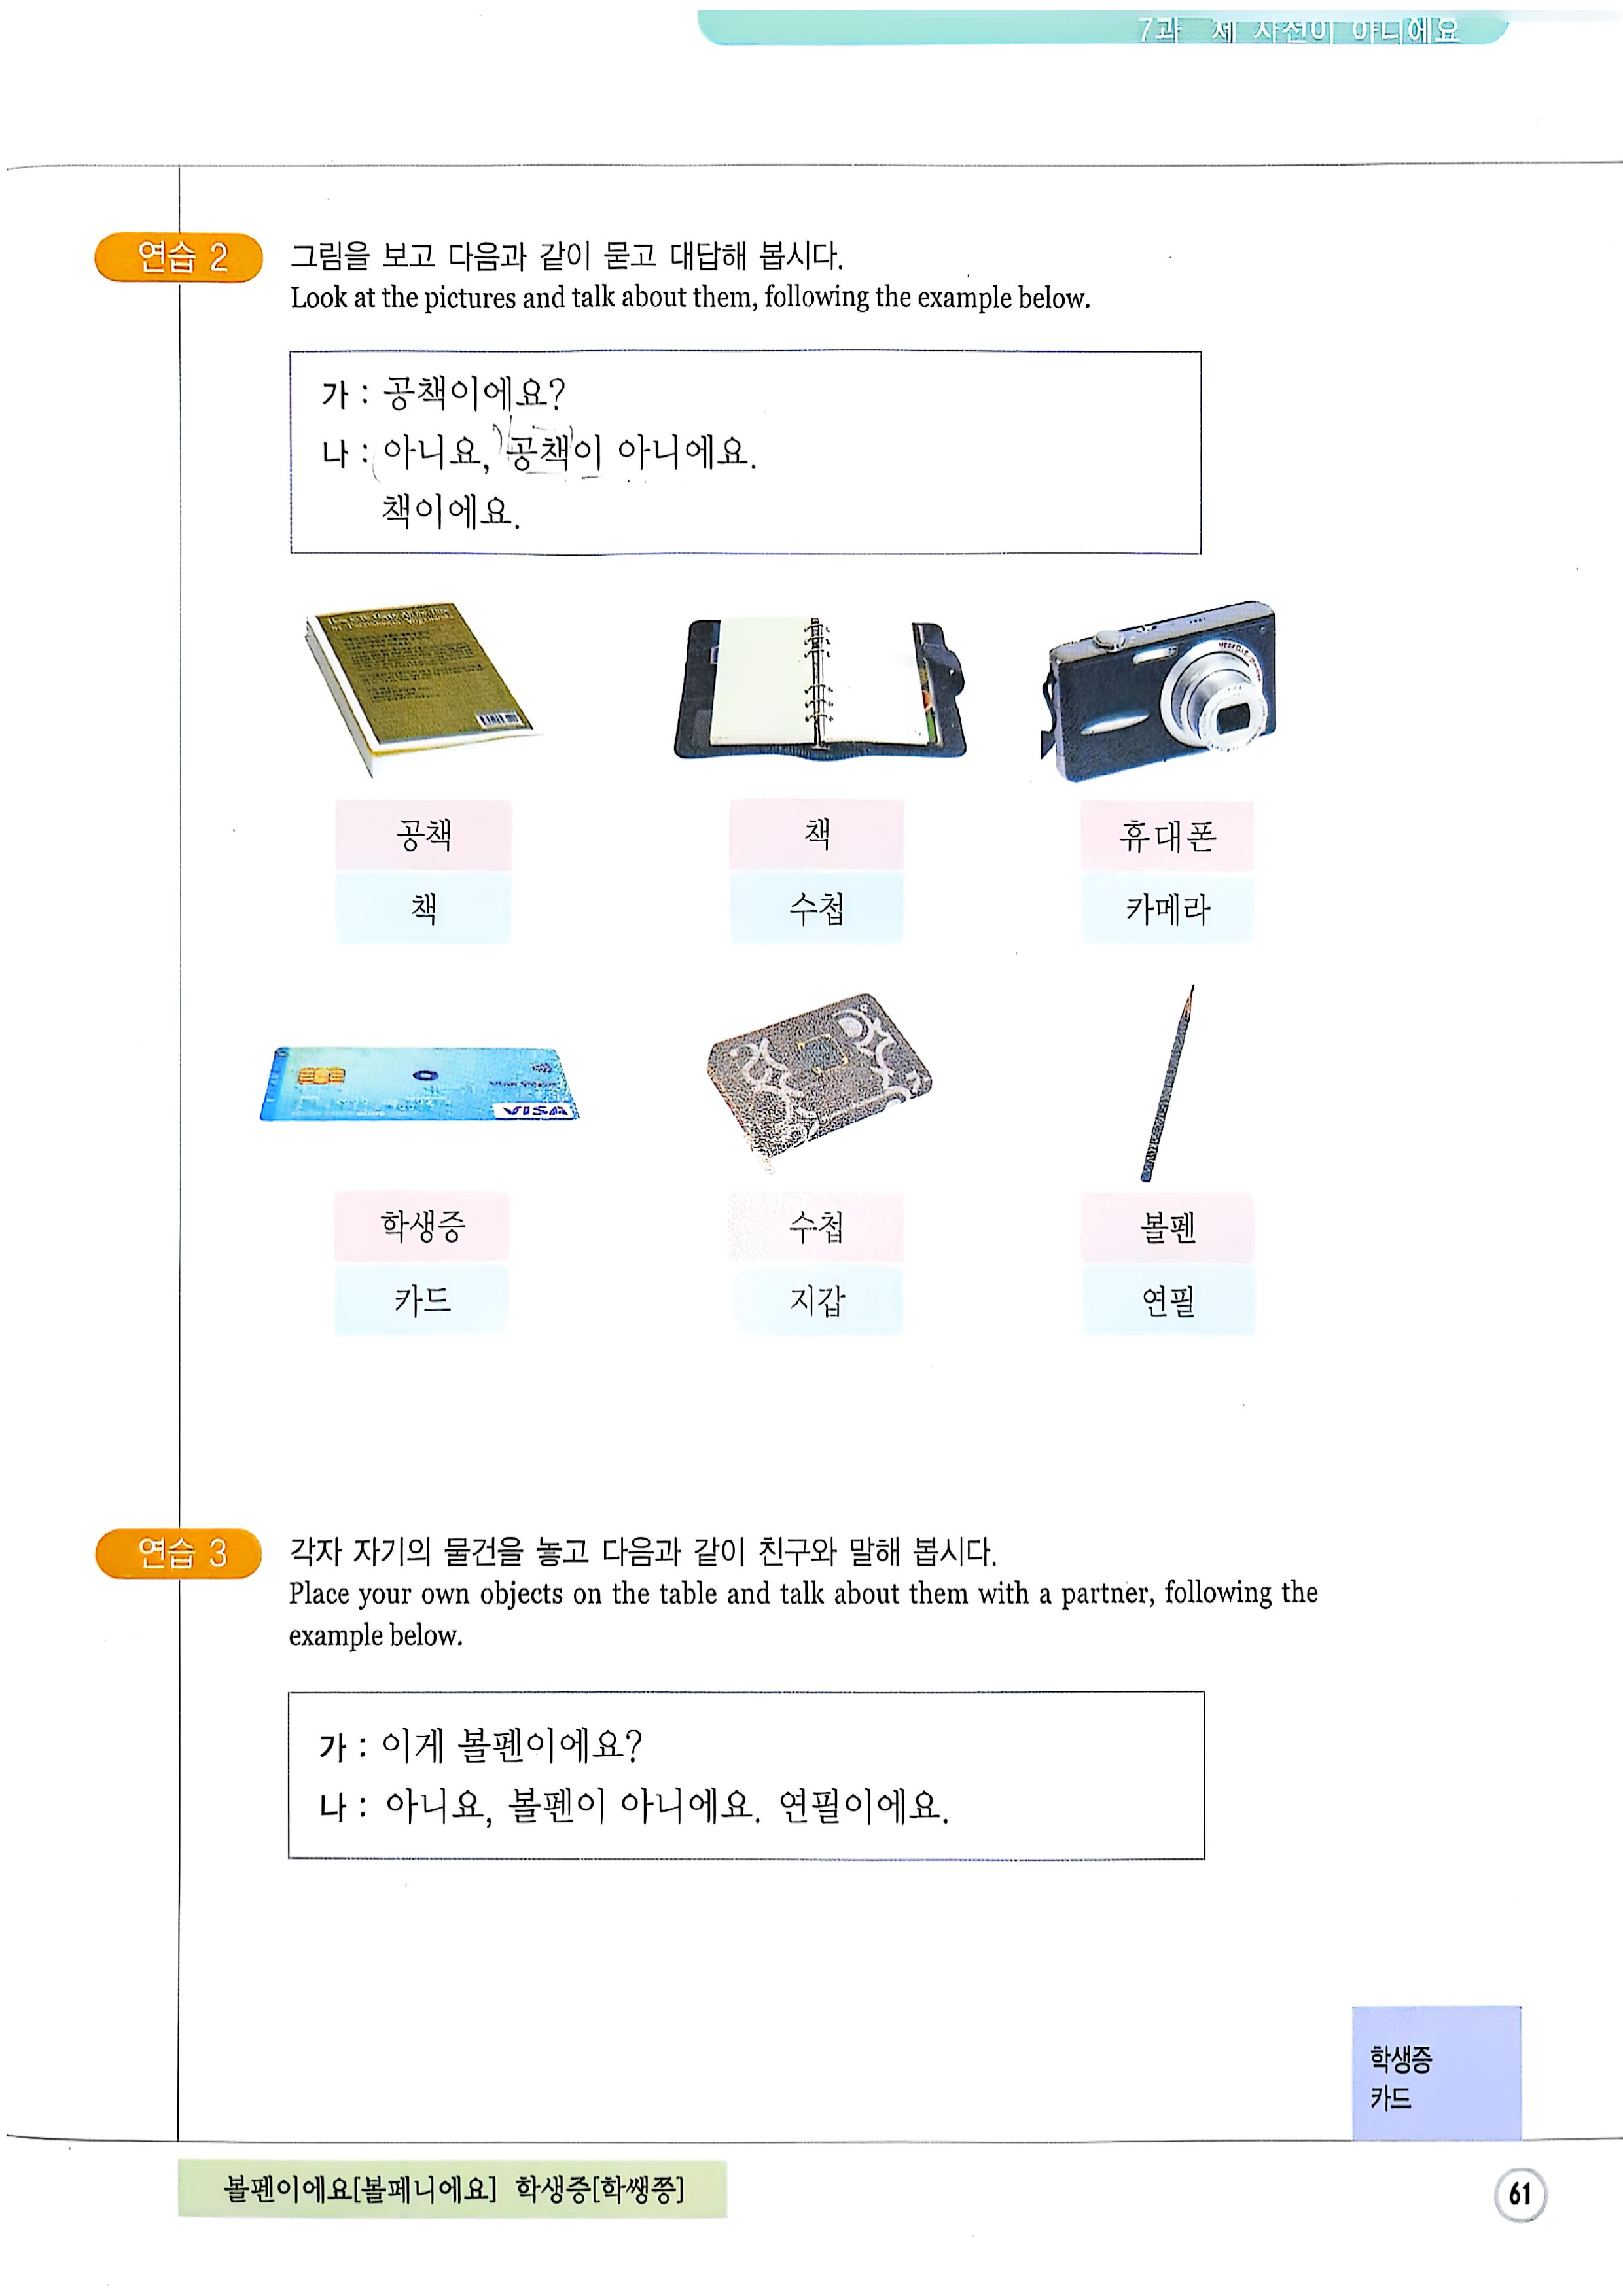 7과 제 사전이 아니에요
연습 2
그림을 보고 다음과 같이 묻고 대답해 봅시다.
Look at the pictures and talk about them, following the example below.
가 : 공책이에요?
나 : 아니요, 공책이 아니에요.
책이에요.
공책 책 휴대폰
책 수첩 카메라
VISA
학생증 수첩 볼펜
카드 지갑 연필
연습 3
각자 자기의 물건을 놓고 다음과 같이 친구와 말해 봅시다.
Place your own objects on the table and talk about them with a partner, following the
example below.
가 : 이게 볼펜이에요?
나 : 아니요, 볼펜이 아니에요. 연필이에요.
학생증
카드
볼펜이에요[볼페니에요] 학생증[학쌩쯩]
61